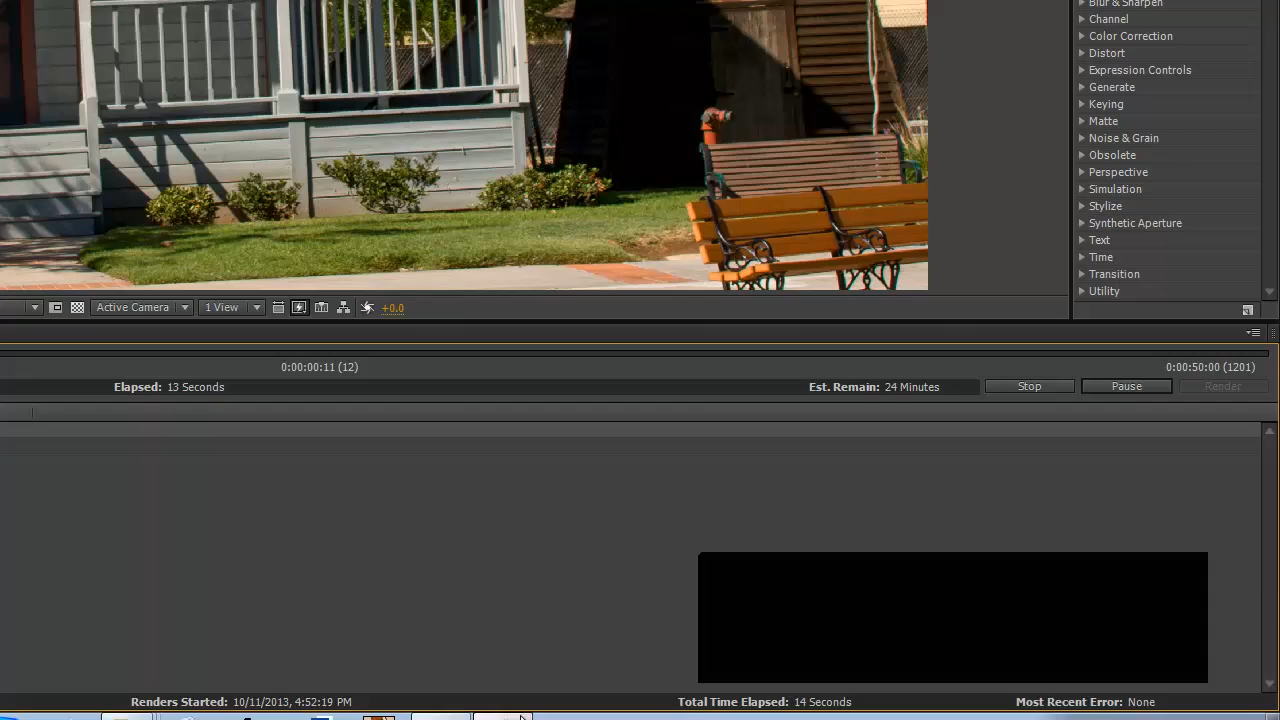 Blur & Sharpen
Channel
Color Correction
Distort
Expression Controls
Generate
Keying
Matte
Noise & Grain
Obsolete
Perspective
Simulation
Stylize
Synthetic Aperture
Text
Time
Transition
Utility
Active Camera 1 View +0.0
0:00:00:11 (12) 0:00:50:00 (1201)
Elapsed: 13 Seconds Est. Remain: 24 Minutes Stop Pause Render
Renders Started: 10/11/2013, 4:52:19 PM Total Time Elapsed: 14 Seconds Most Recent Error: None